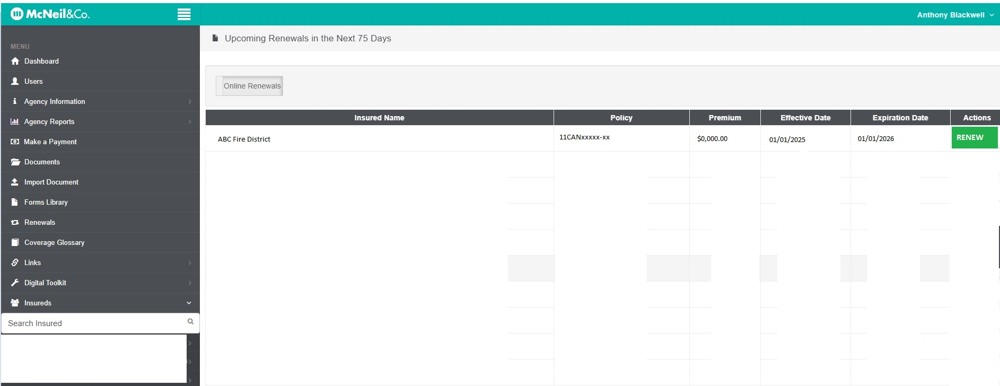 McNeil&Co.
Anthony Blackwell
MENU
Dashboard
Users
Agency Information
Agency Reports
Make a Payment
Documents
Import Document
Forms Library
Renewals
Coverage Glossary
Links
Digital Toolkit
Insureds
Search Insured
Upcoming Renewals in the Next 75 Days
Online Renewals
Insured Name Policy Premium Effective Date Expiration Date Actions
ABC Fire District 11CANxxxxx-xx $0,000.00 01/01/2025 01/01/2026 RENEW